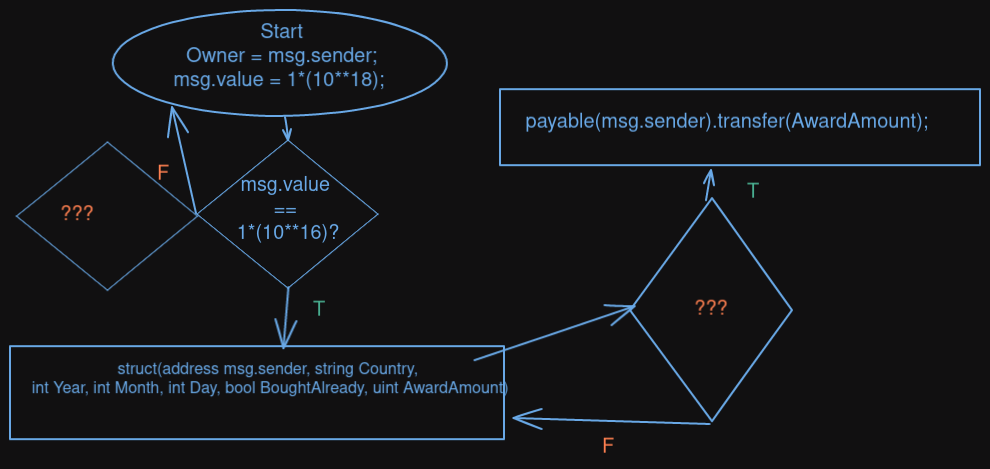 Start
Owner = msg.sender;
msg.value = 1*(10**18);
payable(msg.sender).transfer(AwardAmount);
F
T
msg.value
==
1*(10**16)?
???
T
???
struct(address msg.sender, string Country,
int Year, int Month, int Day, bool BoughtAlready, uint AwardAmount)
F